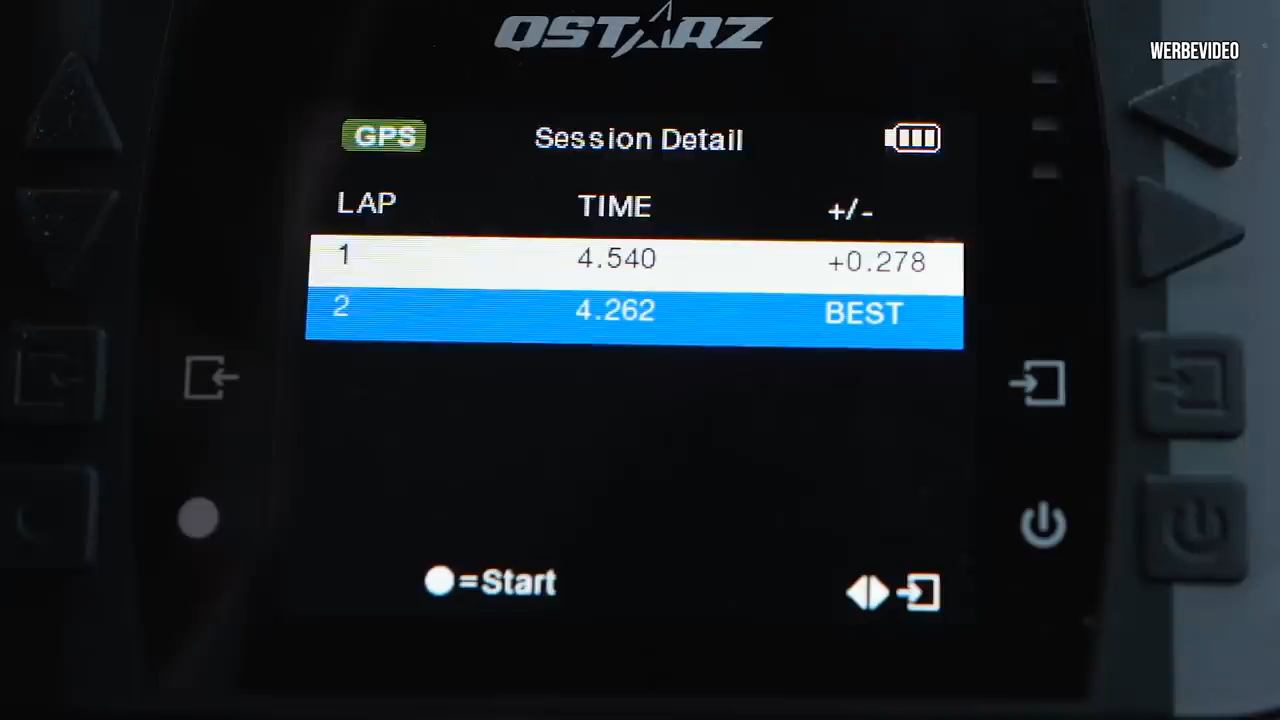 QSTARZ
WERBEVIDEO
GPS Session Detail
LAP TIME +/-
1 4.540 +0.278
2 4.262 BEST
=Start